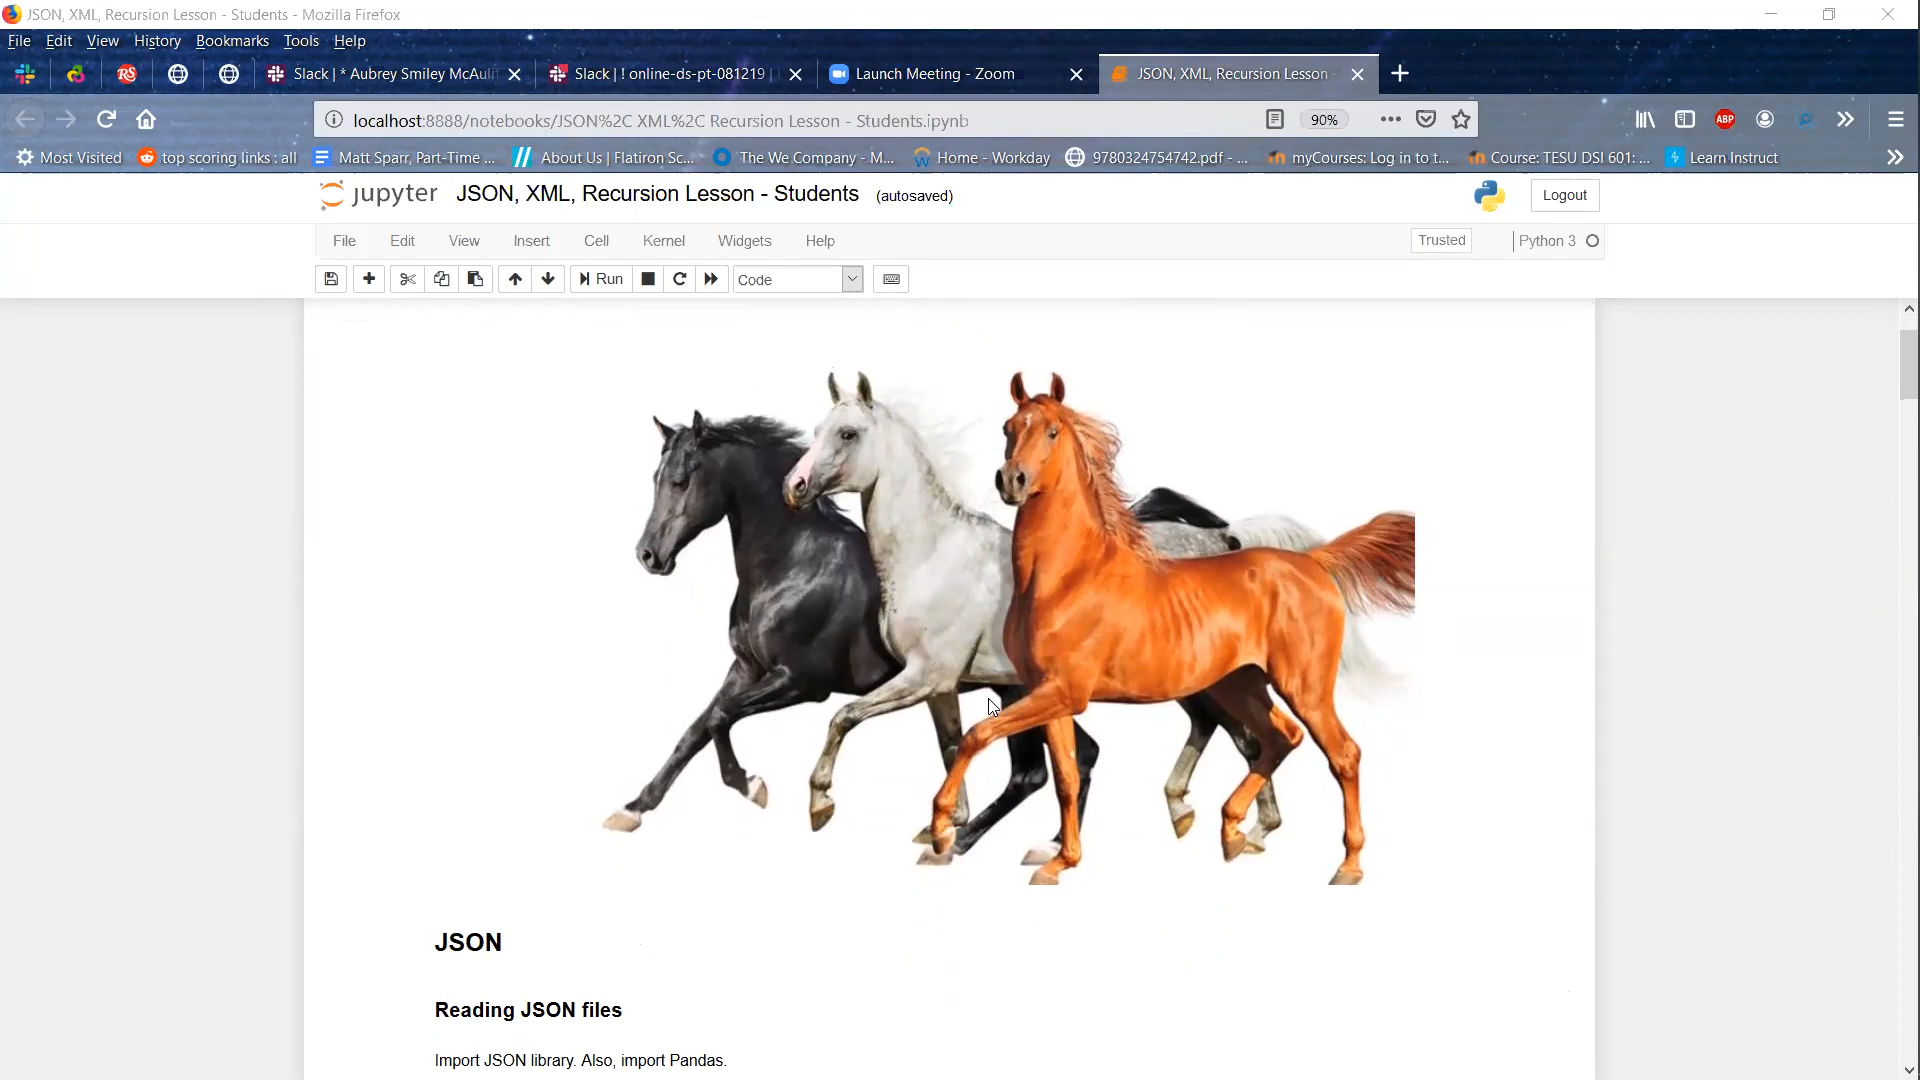 JSON, XML, Recursion Lesson - Students - Mozilla Firefox
File Edit View History Bookmarks Tools Help
RS Slack | * Aubrey Smiley McAulif Slack | ! online-ds-pt-081219 | Launch Meeting - Zoom JSON, XML, Recursion Lesson -
localhost:8888/notebooks/JSON%2C XML%2C Recursion Lesson - Students.ipynb 90% ABP
Most Visited top scoring links : all Matt Sparr, Part-Time ... About Us | Flatiron Sc... The We Company - M... Home - Workday 9780324754742.pdf - ... myCourses: Log in to t... Course: TESU DSI 601: ... Learn Instruct
jupyter JSON, XML, Recursion Lesson - Students (autosaved) Logout
File Edit View Insert Cell Kernel Widgets Help Trusted Python 3
Run Code
JSON
Reading JSON files
Import JSON library. Also, import Pandas.